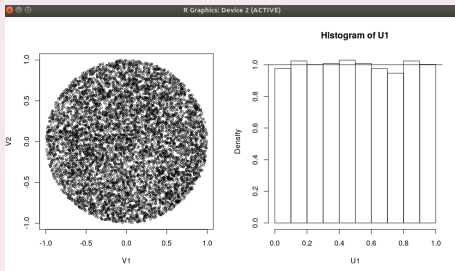 R Graphics: Device 2 (ACTIVE)
V2
1.0
0.5
0.0
-0.5
-1.0
-1.0 -0.5 0.0 0.5 1.0
V1
Histogram of U1
Density
1.0
0.8
0.6
0.4
0.2
0.0
0.0 0.2 0.4 0.6 0.8 1.0
U1